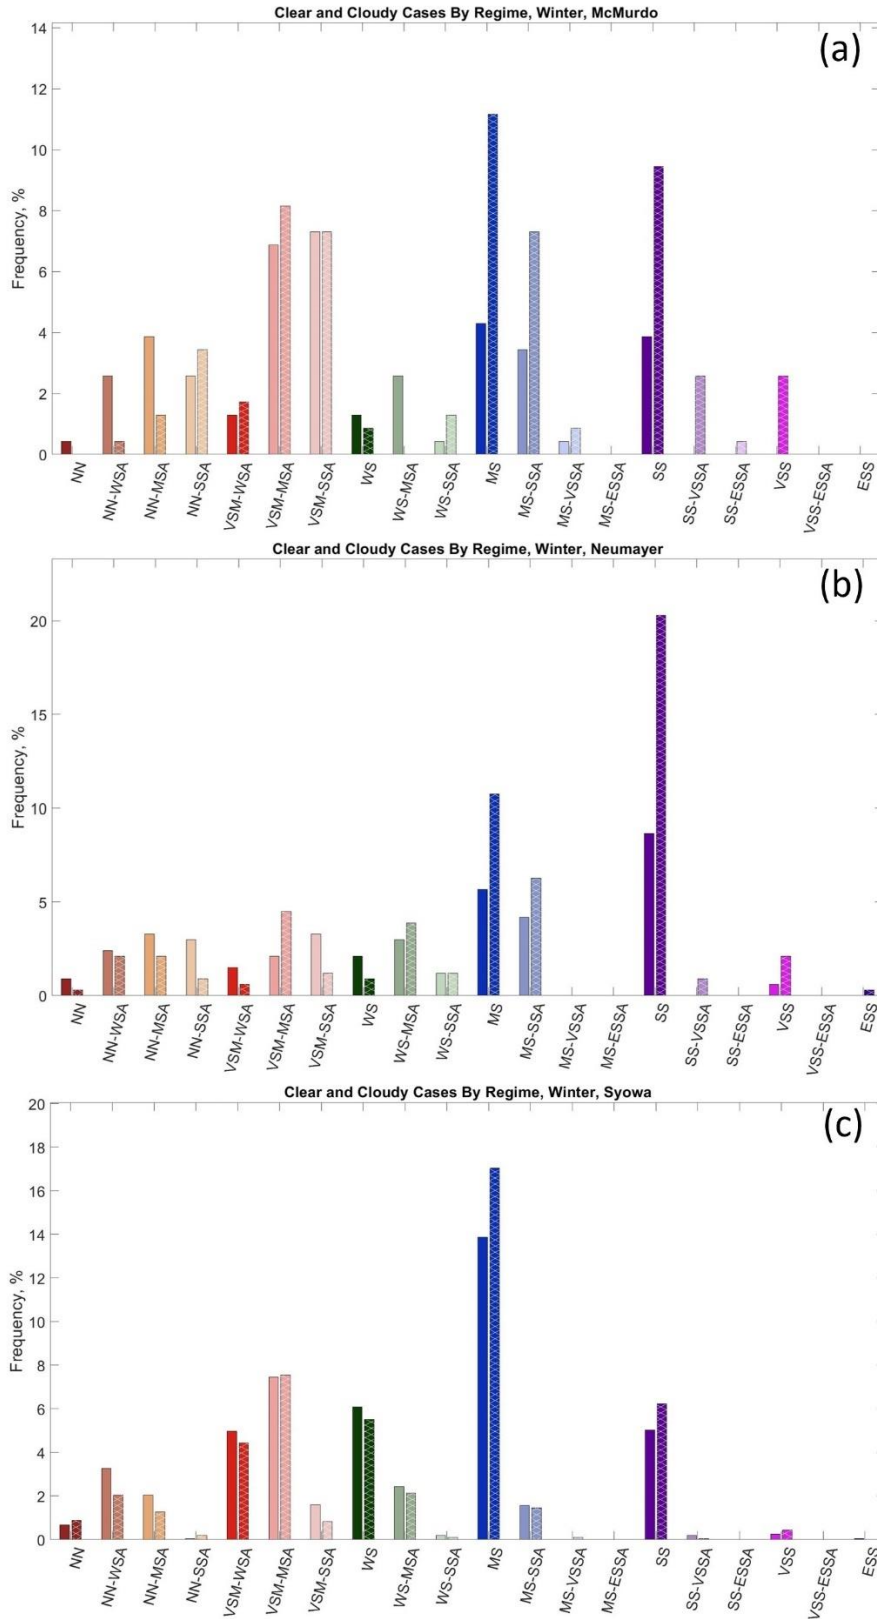 Clear and Cloudy Cases By Regime, Winter, McMurdo
(a)
14
12
10
8
6
4
2
0
Frequency, %
NN
NN-WSA
NN-MSA
NN-SSA
VSM-WSA
VSM-MSA
VSM-SSA
WS
WS-MSA
WS-SSA
MS
MS-SSA
MS-VSSA
MS-ESSA
SS
SS-VSSA
SS-ESSA
VSS
VSS-ESSA
ESS
Clear and Cloudy Cases By Regime, Winter, Neumayer
(b)
20
15
10
5
0
Frequency, %
NN
NN-WSA
NN-MSA
NN-SSA
VSM-WSA
VSM-MSA
VSM-SSA
WS
WS-MSA
WS-SSA
MS
MS-SSA
MS-VSSA
MS-ESSA
SS
SS-VSSA
SS-ESSA
VSS
VSS-ESSA
ESS
Clear and Cloudy Cases By Regime, Winter, Syowa
(c)
20
18
16
14
12
10
8
6
4
2
0
Frequency, %
NN
NN-WSA
NN-MSA
NN-SSA
VSM-WSA
VSM-MSA
VSM-SSA
WS
WS-MSA
WS-SSA
MS
MS-SSA
MS-VSSA
MS-ESSA
SS
SS-VSSA
SS-ESSA
VSS
VSS-ESSA
ESS